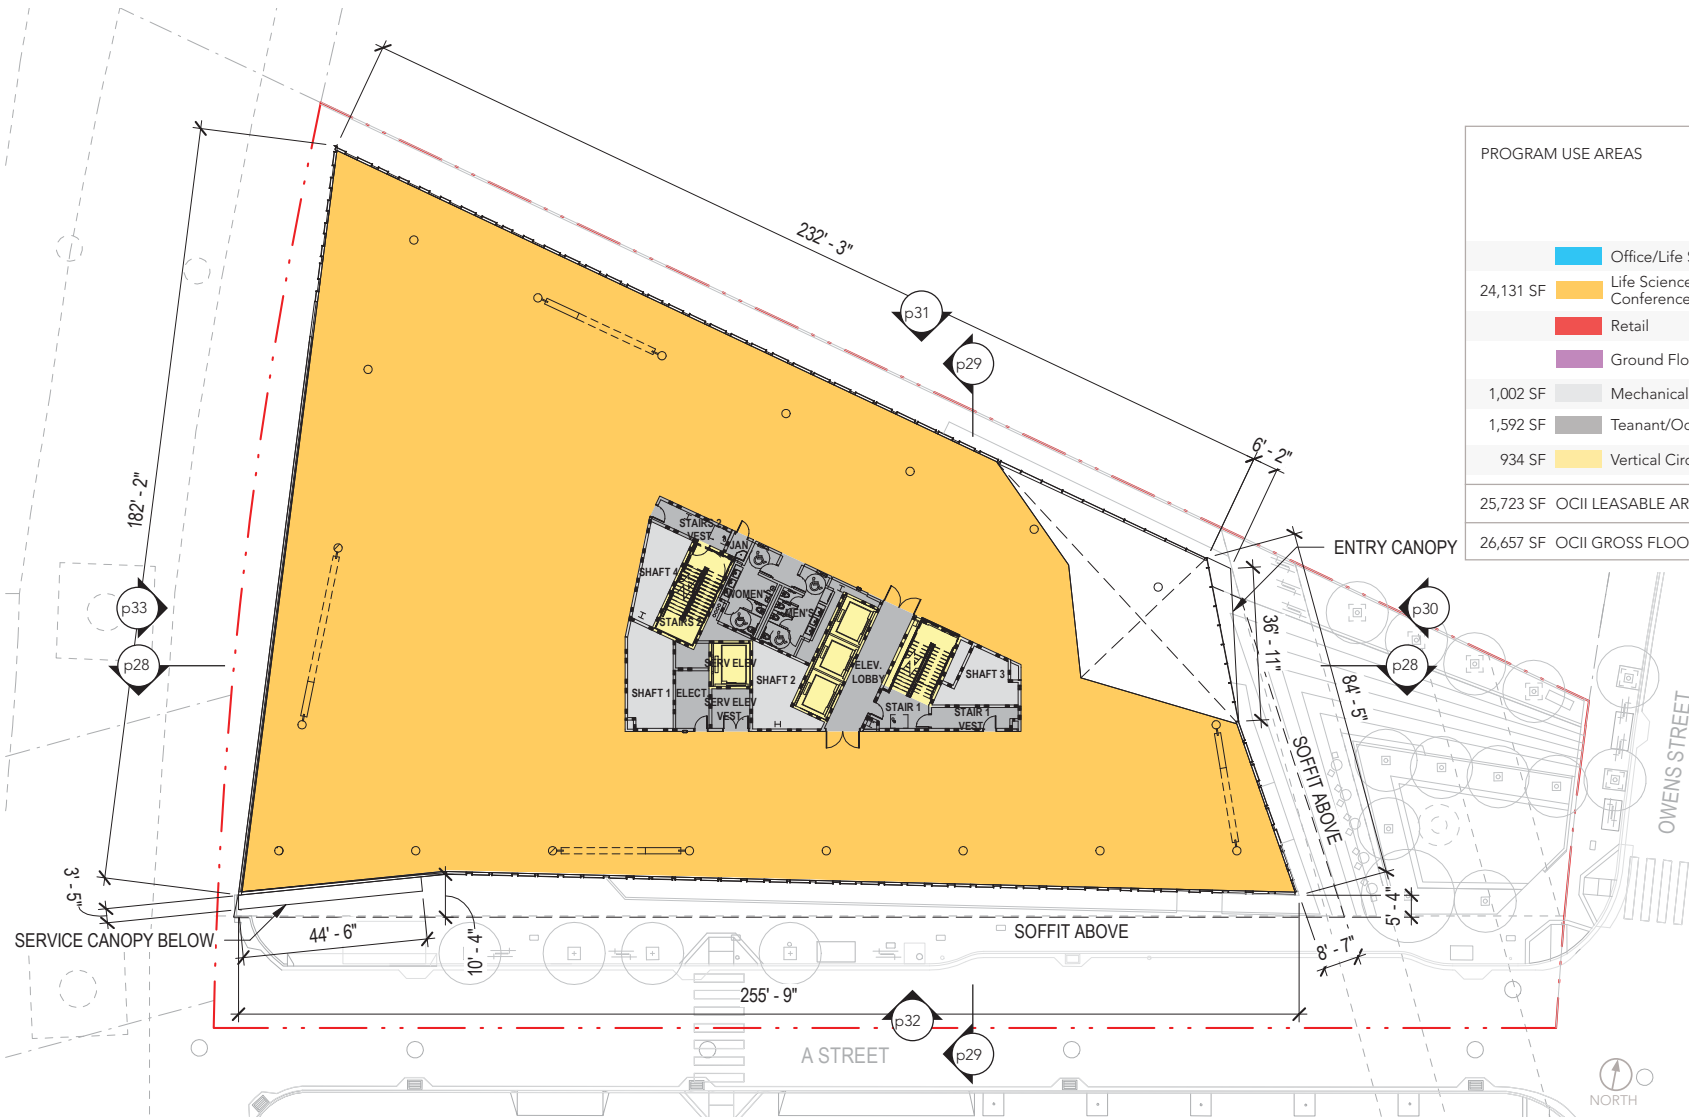 232' - 3"
PROGRAM USE AREAS
Office/Life
24,131 SF
Life Science
Conference
Retail
Ground Flo
1,002 SF Mechanical
1,592 SF Teanant/Oc
934 SF Vertical Circ
25,723 SF OCII LEASABLE AR
26,657 SF OCII GROSS FLOO
p31
p29
6' - 2"
182' - 2"
ENTRY CANOPY
STAIRS 2
VEST.
JAN
SHAFT 4
WOMEN'S
MEN'S
STAIRS 2
SERV ELEV
SHAFT 1
ELECT.
SERV ELEV
VEST.
SHAFT 2
ELEV.
LOBBY
SHAFT 3
STAIR 1
STAIR 1
VEST.
p33
p28
p30
p28
36' - 11"
84' - 5"
SOFFIT ABOVE
OWENS STREET
3' - 5"
SERVICE CANOPY BELOW
44' - 6"
10' - 4"
SOFFIT ABOVE
5' - 4"
8' - 7"
255' - 9"
p32
p29
A STREET
NORTH